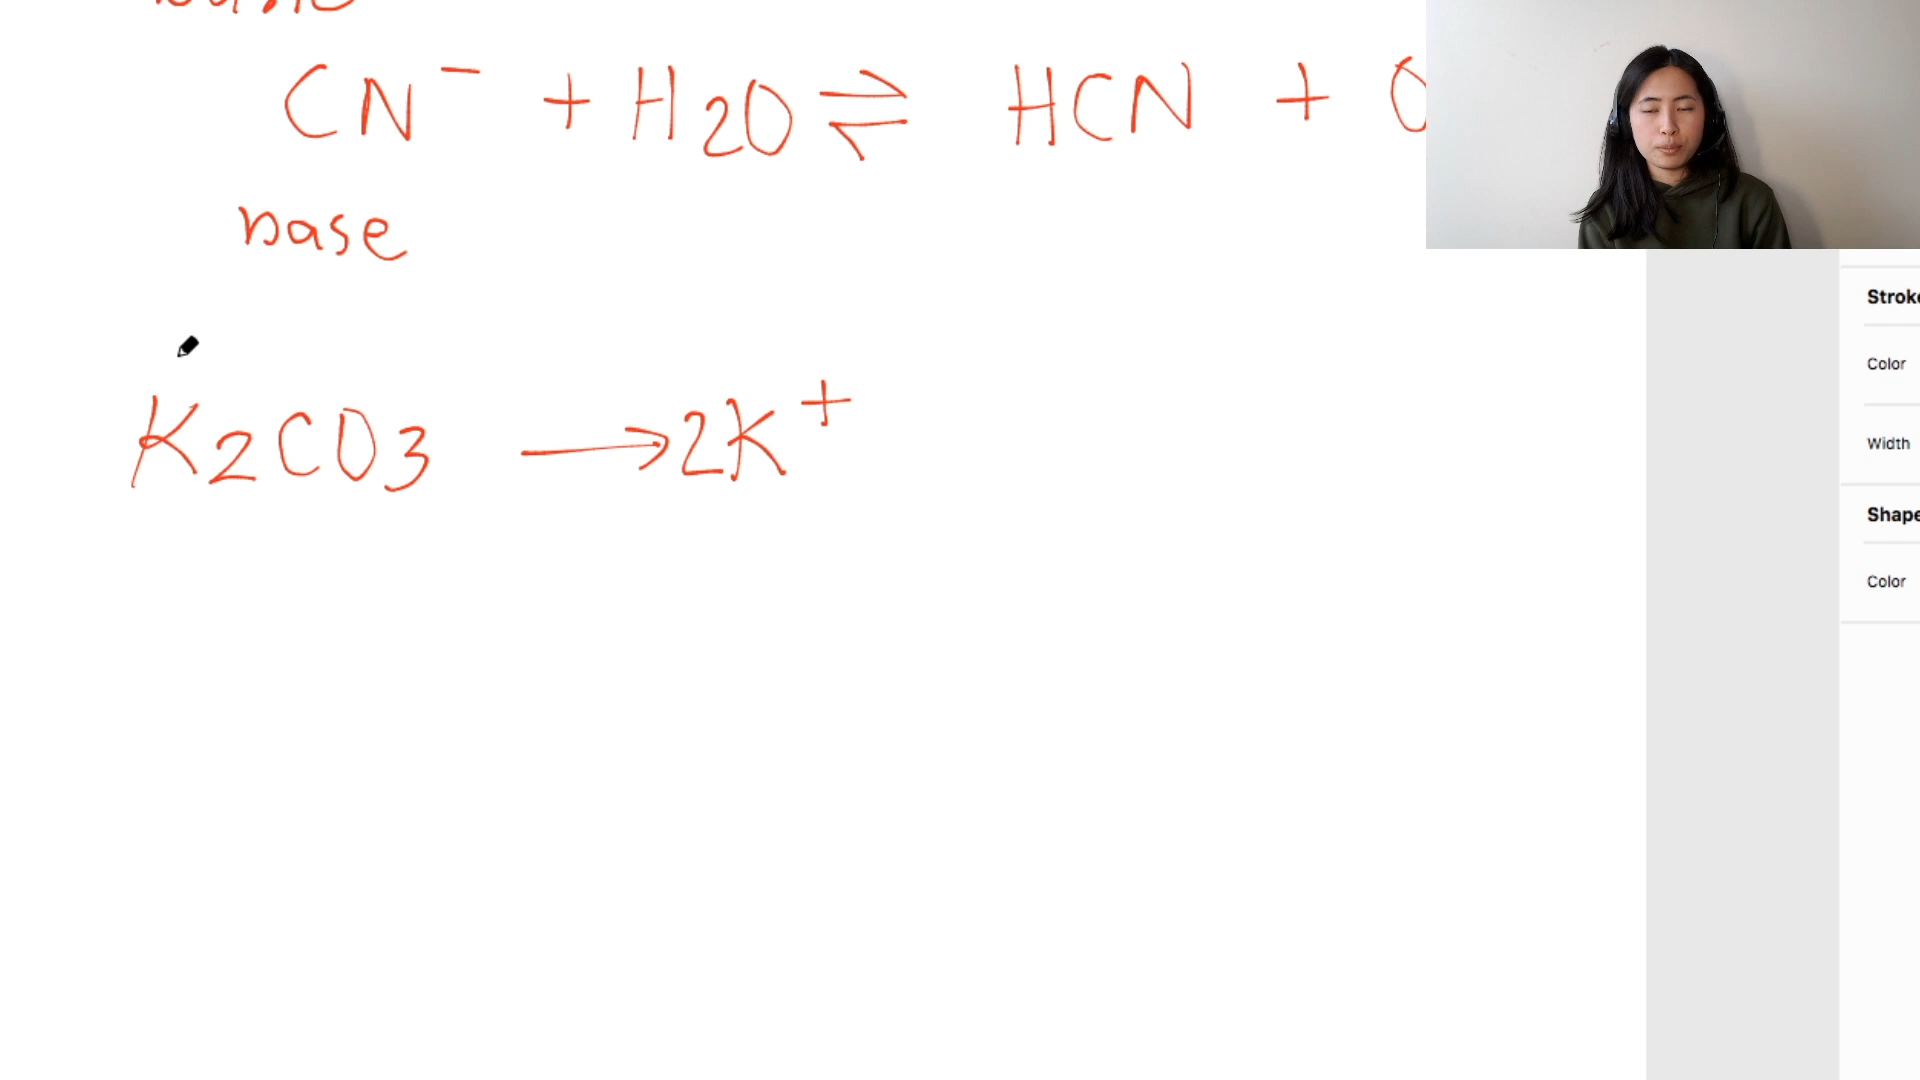 CN⁻ + H2O ⇌ HCN + O
base
K2CO3 ⟶ 2K⁺
Stroke
Color
Width
Shape
Color